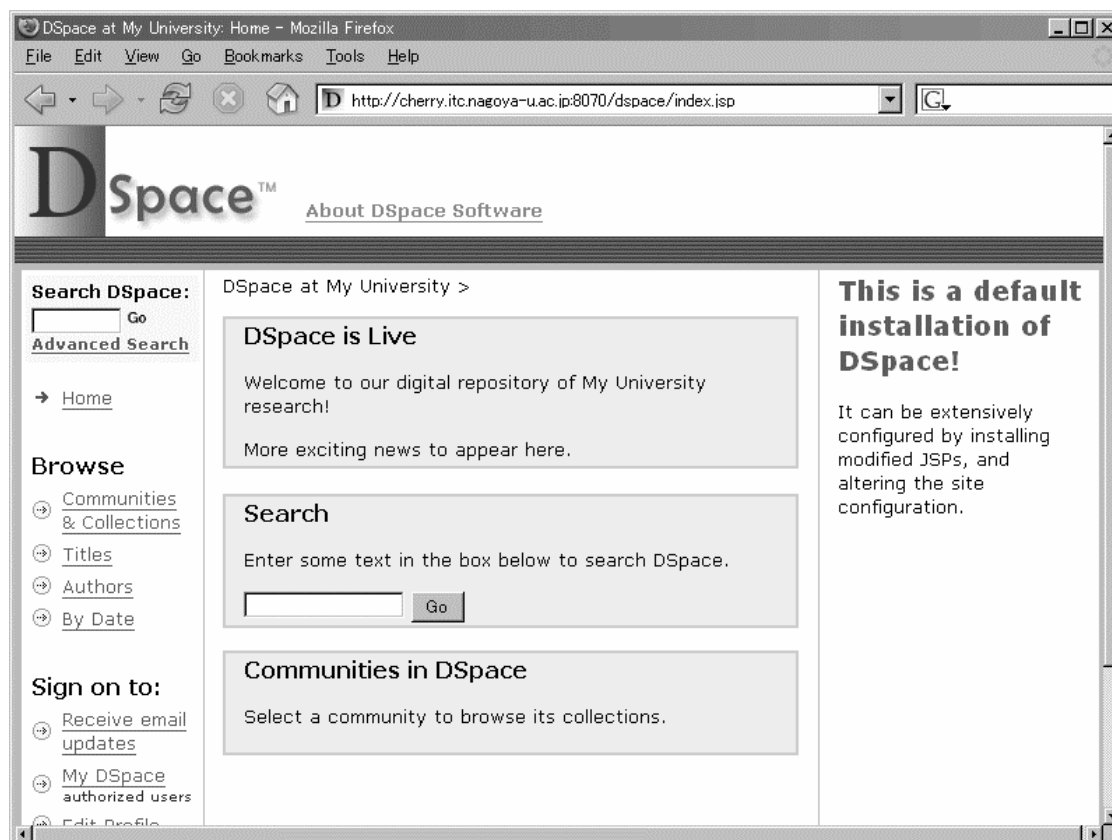 DSpace at My University: Home - Mozilla Firefox
File Edit View Go Bookmarks Tools Help
http://cherry.itc.nagoya-u.ac.jp:8070/dspace/index.jsp
G
DSpace™
About DSpace Software
Search DSpace:
Go
Advanced Search
Home
Browse
Communities
& Collections
Titles
Authors
By Date
Sign on to:
Receive email
updates
My DSpace
authorized users
Edit Profile
DSpace at My University >
DSpace is Live
Welcome to our digital repository of My University
research!
More exciting news to appear here.
Search
Enter some text in the box below to search DSpace.
Go
Communities in DSpace
Select a community to browse its collections.
This is a default
installation of
DSpace!
It can be extensively
configured by installing
modified JSPs, and
altering the site
configuration.